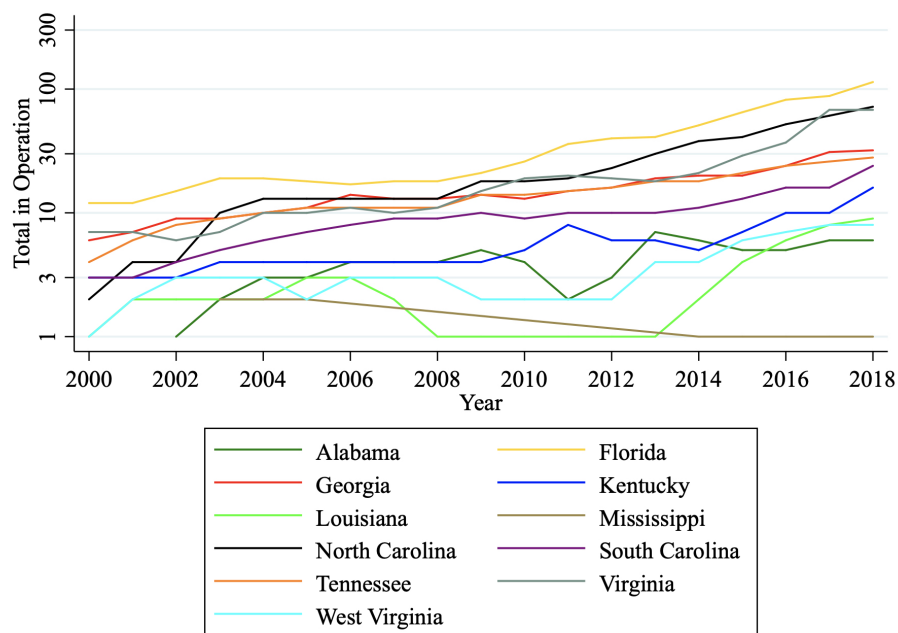 300
100
30
10
3
1
Total in Operation
2000 2002 2004 2006 2008 2010 2012 2014 2016 2018
Year
Alabama Florida
Georgia Kentucky
Louisiana Mississippi
North Carolina South Carolina
Tennessee Virginia
West Virginia